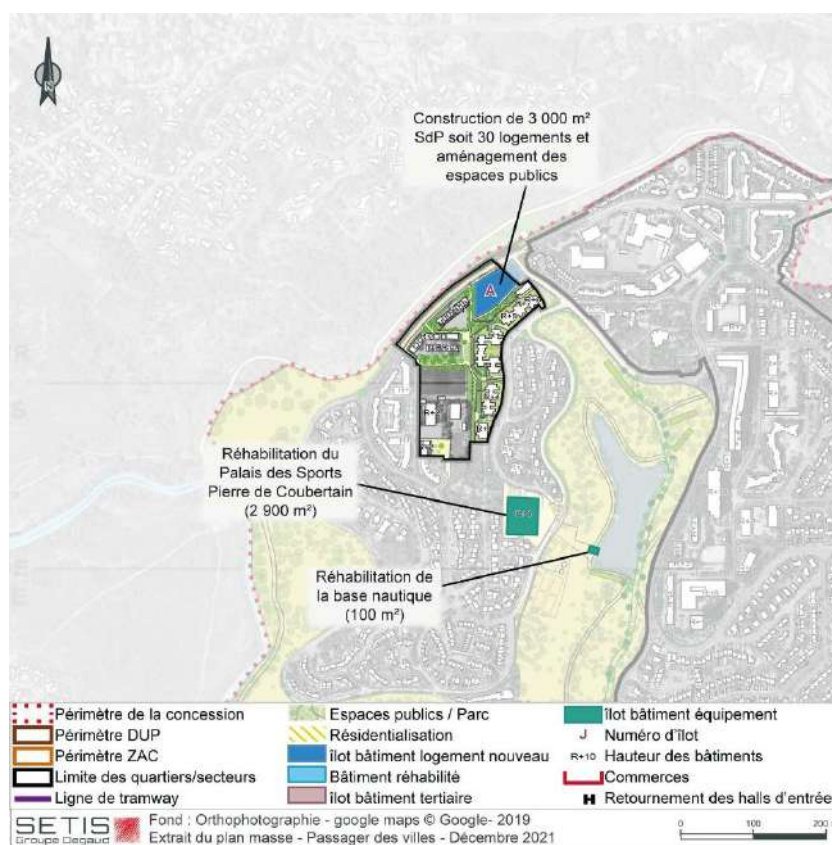 N
Construction de 3 000 m²
SdP soit 30 logements et
aménagement des
espaces publics
A
Réhabilitation du
Palais des Sports
Pierre de Coubertain
(2 900 m²)
Réhabilitation de
la base nautique
(100 m²)
Périmètre de la concession
Périmètre DUP
Périmètre ZAC
Limite des quartiers/secteurs
Ligne de tramway
Espaces publics / Parc
Résidentialisation
îlot bâtiment logement nouveau
Bâtiment réhabilité
îlot bâtiment tertiaire
îlot bâtiment équipement
J Numéro d'îlot
R+10 Hauteur des bâtiments
Commerces
H Retournement des halls d'entrée
SETIS
Groupe Degaud
Fond : Orthophotographie - google maps © Google- 2019
Extrait du plan masse - Passager des villes - Décembre 2021
0 100 200